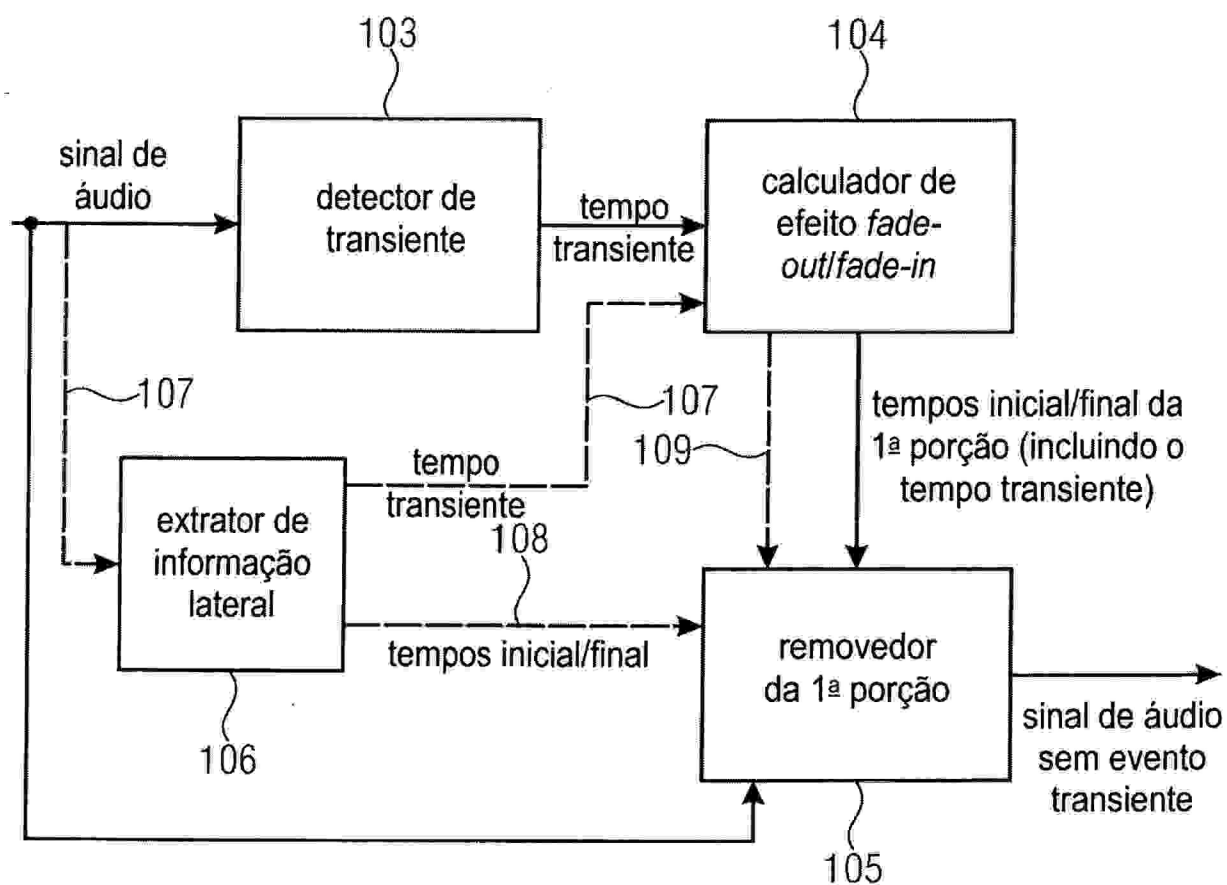 103
104
sinal de
áudio
detector de
transiente
tempo
transiente
calculador de
efeito fade-
out/fade-in
107
107
109
tempos inicial/final da
1ª porção (incluindo o
tempo transiente)
tempo
transiente
extrator de
informação
lateral
108
tempos inicial/final
removedor
da 1ª porção
sinal de áudio
sem evento
transiente
106
105